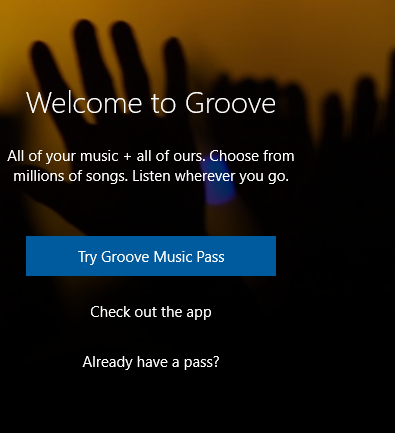 Welcome to Groove
All of your music + all of ours. Choose from
millions of songs. Listen wherever you go.
Try Groove Music Pass
Check out the app
Already have a pass?